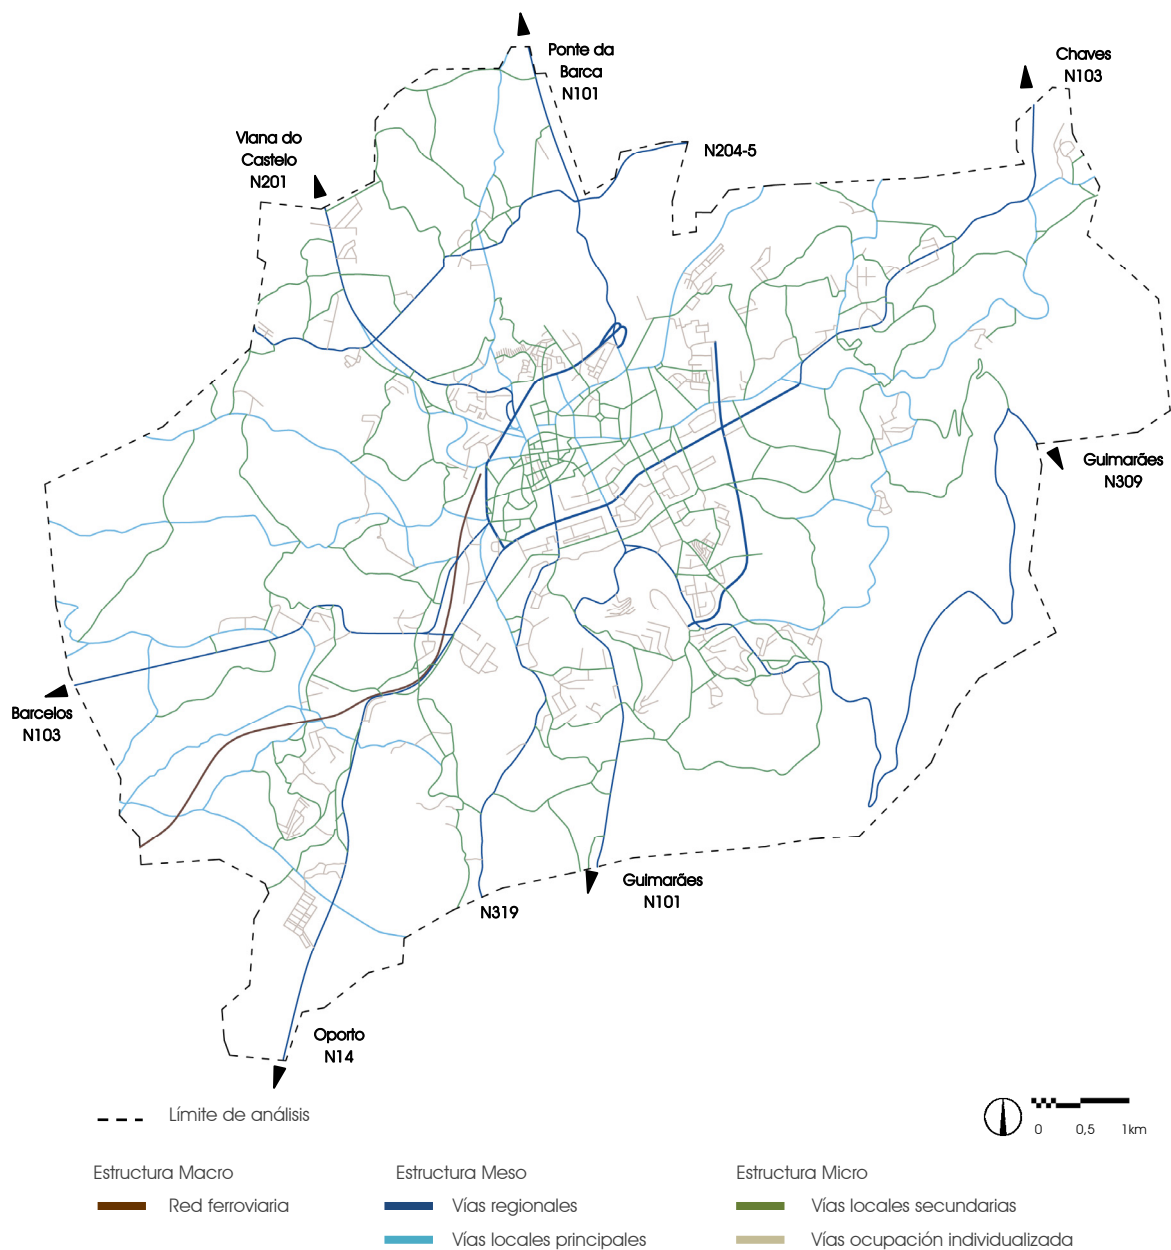 Ponte da
Barca
N101
Chaves
N103
Viana do
Castelo
N201
N204-5
Guimarães
N309
Barcelos
N103
Guimarães
N101
N319
Oporto
N14
Límite de análisis
0 0,5 1km
Estructura Macro
Red ferroviaria
Estructura Meso
Vías regionales
Vías locales principales
Estructura Micro
Vías locales secundarias
Vías ocupación individualizada